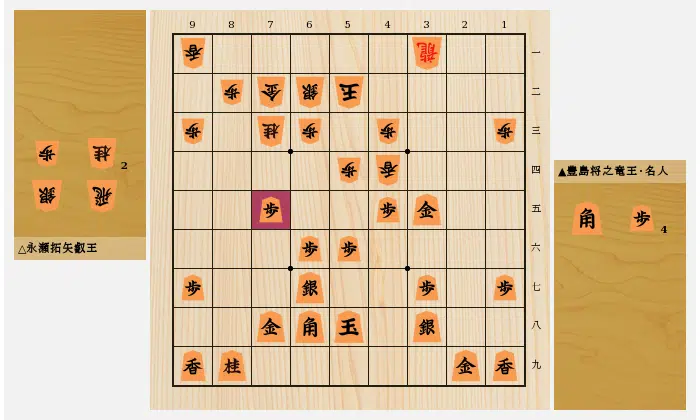 歩 桂 2
銀 飛
△永瀬拓矢叡王
9 8 7 6 5 4 3 2 1
香 龍 一
歩 金 銀 王 二
歩 桂 歩 歩 歩 三
歩 香 四
歩 歩 金 五
歩 歩 六
歩 銀 歩 歩 七
金 角 王 銀 八
香 桂 金 香 九
▲豊島将之竜王・名人
角 歩 4